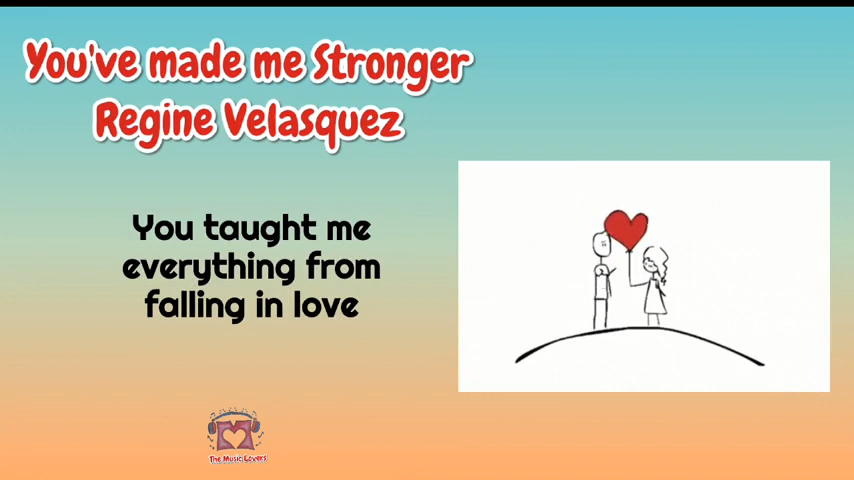 You've made me Stronger
Regine Velasquez
You taught me
everything from
falling in love
The Music Lovers